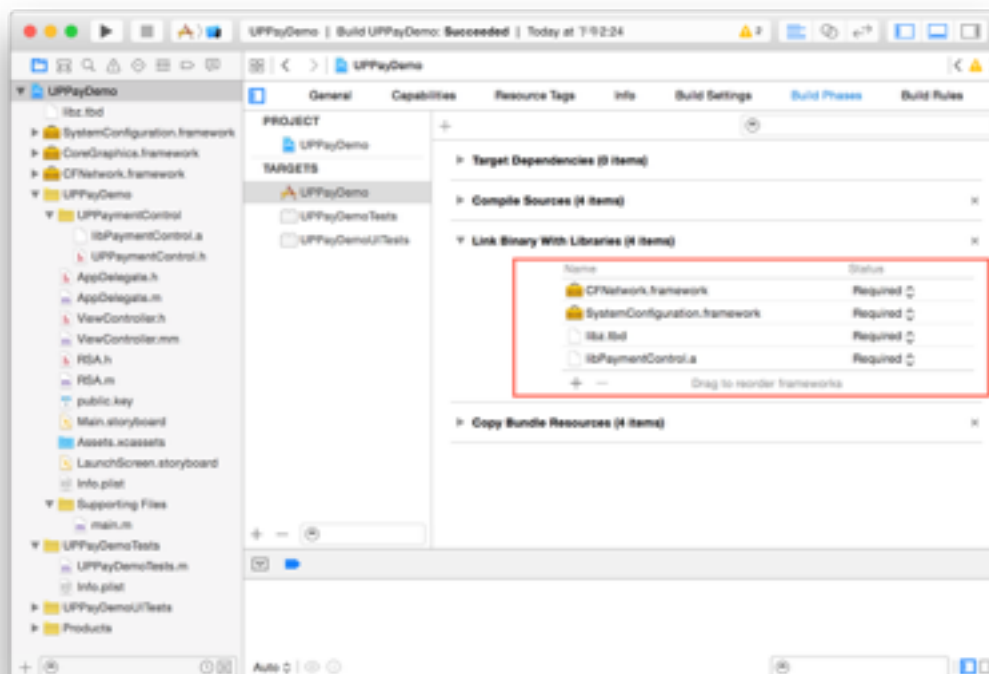 UPPayDemo | Build UPPayDemo: Succeeded | Today at 下午2:24
2
UPPayDemo
General Capabilities Resource Tags Info Build Settings Build Phases Build Rules
UPPayDemo
libz.tbd
SystemConfiguration.framework
CoreGraphics.framework
CFNetwork.framework
UPPayDemo
UPPaymentControl
libPaymentControl.a
UPPaymentControl.h
AppDelegate.h
AppDelegate.m
ViewController.h
ViewController.mm
RSA.h
RSA.m
public.key
Main.storyboard
Assets.xcassets
LaunchScreen.storyboard
Info.plist
Supporting Files
main.m
UPPayDemoTests
UPPayDemoTests.m
Info.plist
UPPayDemoUITests
Products
PROJECT
UPPayDemo
TARGETS
UPPayDemo
UPPayDemoTests
UPPayDemoUITests
Target Dependencies (0 items)
Compile Sources (4 items)
Link Binary With Libraries (4 items)
Name Status
CFNetwork.framework Required
SystemConfiguration.framework Required
libz.tbd Required
libPaymentControl.a Required
Drag to reorder frameworks
Copy Bundle Resources (4 items)
Auto